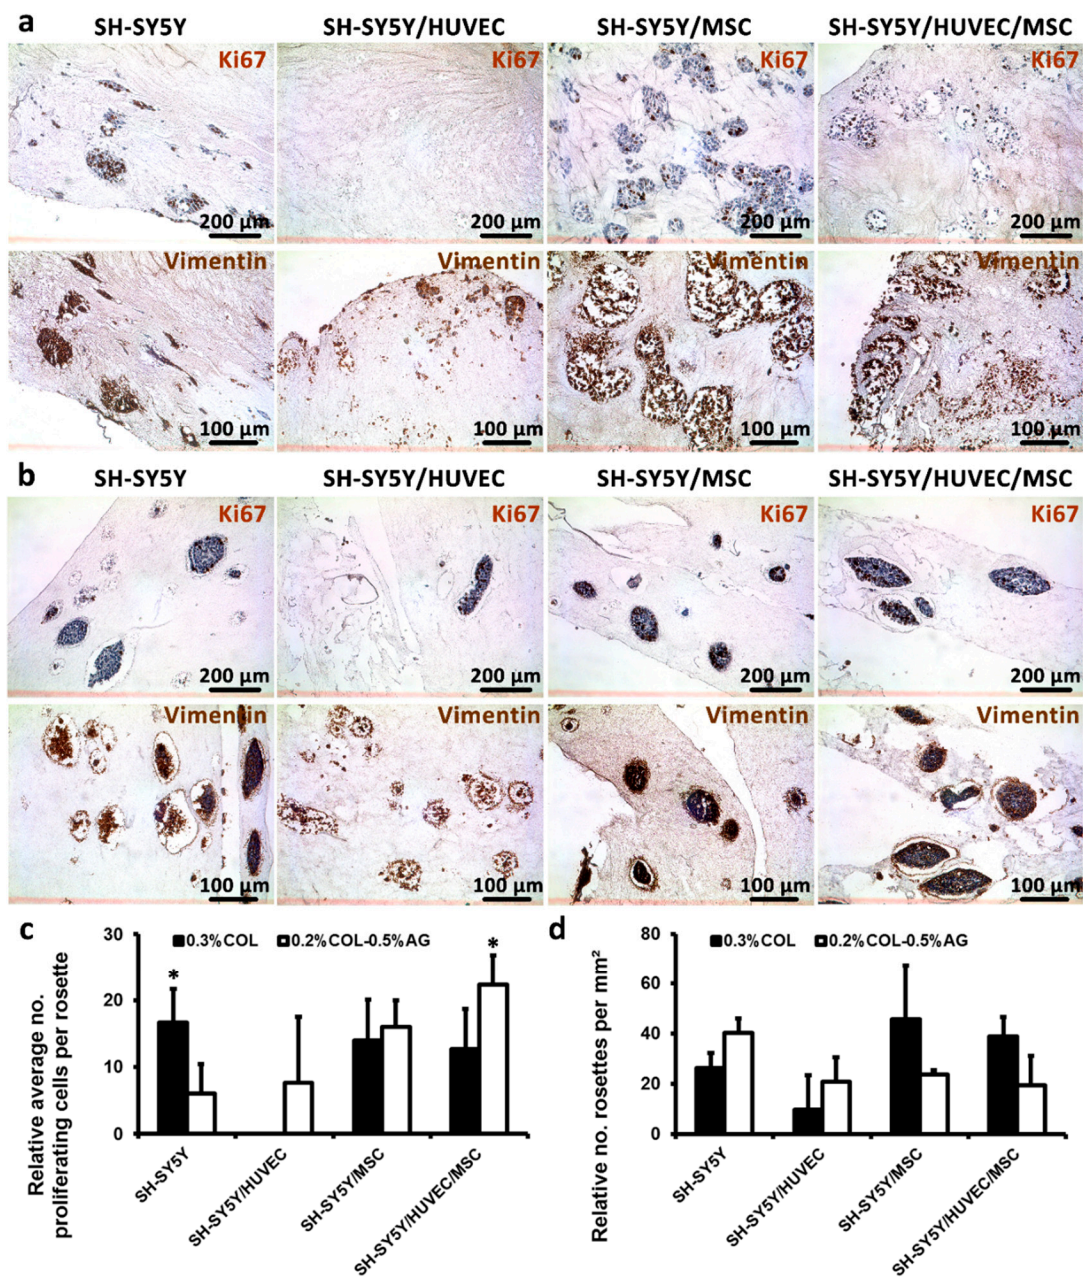 a
SH-SY5Y SH-SY5Y/HUVEC SH-SY5Y/MSC SH-SY5Y/HUVEC/MSC
Ki67 Ki67 Ki67 Ki67
200 µm 200 µm 200 µm 200 µm
Vimentin Vimentin Vimentin Vimentin
100 µm 100 µm 100 µm 100 µm
b
SH-SY5Y SH-SY5Y/HUVEC SH-SY5Y/MSC SH-SY5Y/HUVEC/MSC
Ki67 Ki67 Ki67 Ki67
200 µm 200 µm 200 µm 200 µm
Vimentin Vimentin Vimentin Vimentin
100 µm 100 µm 100 µm 100 µm
c
Relative average no.
proliferating cells per rosette
30
20
10
0
0.3%COL 0.2%COL-0.5%AG
*
*
SH-SY5Y
SH-SY5Y/HUVEC
SH-SY5Y/MSC
SH-SY5Y/HUVEC/MSC
d
Relative no. rosettes per mm²
80
60
40
20
0
0.3%COL 0.2%COL-0.5%AG
SH-SY5Y
SH-SY5Y/HUVEC
SH-SY5Y/MSC
SH-SY5Y/HUVEC/MSC